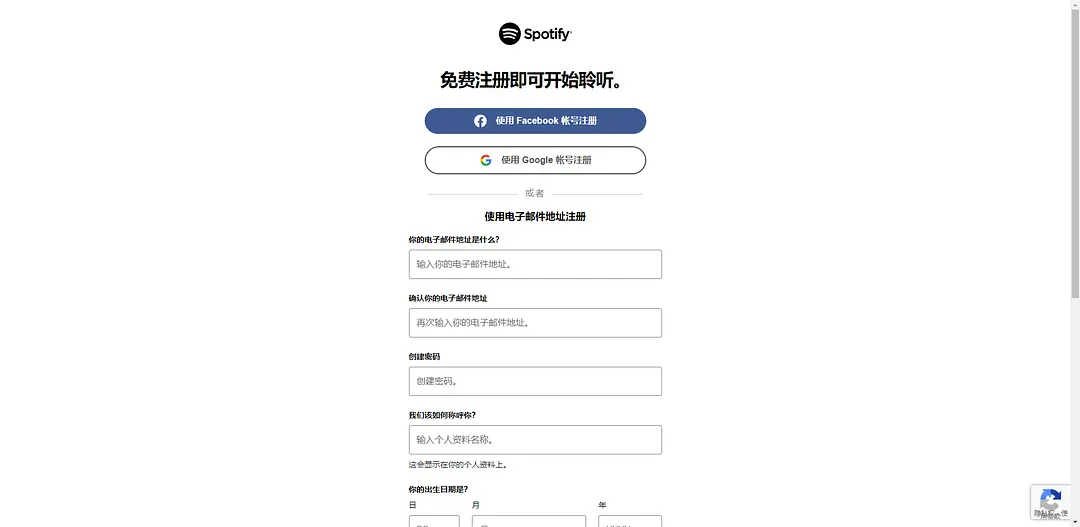 Spotify
免费注册即可开始聆听。
使用 Facebook 帐号注册
使用 Google 帐号注册
或者
使用电子邮件地址注册
你的电子邮件地址是什么?
输入你的电子邮件地址。
确认你的电子邮件地址
再次输入你的电子邮件地址。
创建密码
创建密码。
我们该如何称呼你?
输入个人资料名称。
这会显示在你的个人资料上。
你的出生日期是?
日 月 年